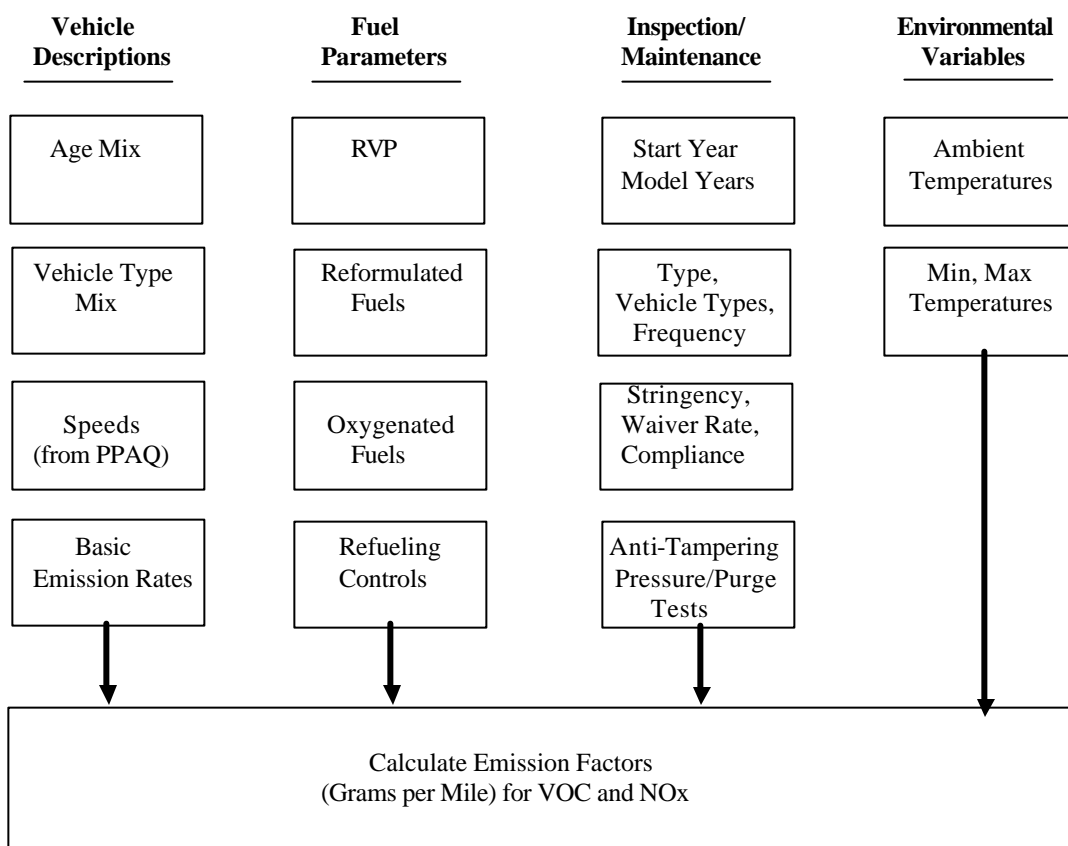 Vehicle
Descriptions
Fuel
Parameters
Inspection/
Maintenance
Environmental
Variables
Age Mix
RVP
Start Year
Model Years
Ambient
Temperatures
Vehicle Type
Mix
Reformulated
Fuels
Type,
Vehicle Types,
Frequency
Min, Max
Temperatures
Speeds
(from PPAQ)
Oxygenated
Fuels
Stringency,
Waiver Rate,
Compliance
Basic
Emission Rates
Refueling
Controls
Anti-Tampering
Pressure/Purge
Tests
Calculate Emission Factors
(Grams per Mile) for VOC and NOx